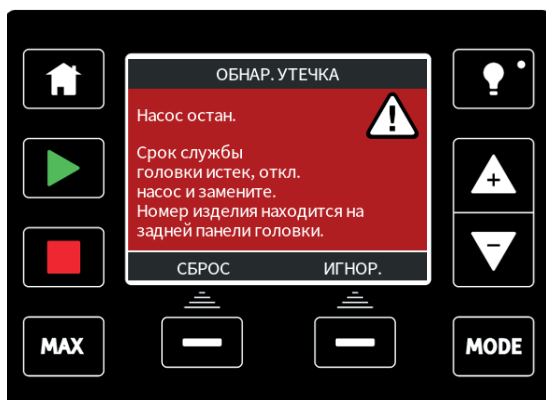 ОБНАР. УТЕЧКА
Насос остан.
Срок службы
головки истек, откл.
насос и замените.
Номер изделия находится на
задней панели головки.
СБРОС ИГНОР.
+
−
MAX
MODE